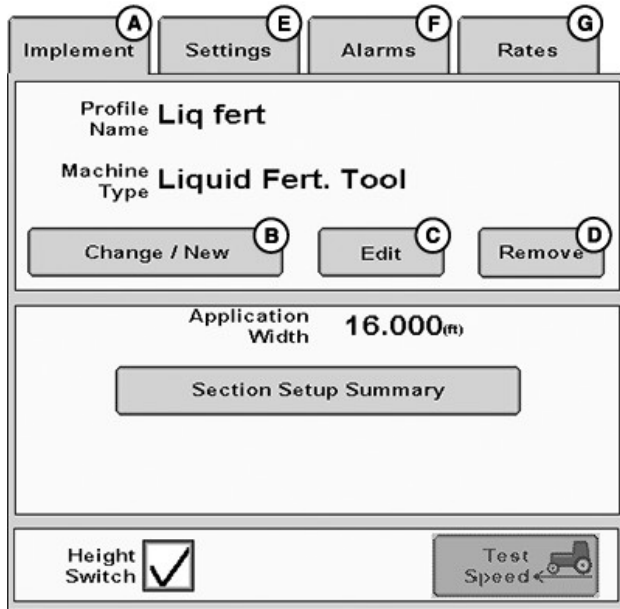 A E F G
Implement Settings Alarms Rates
Profile Name Liq fert
Machine Type Liquid Fert. Tool
B C D
Change / New Edit Remove
Application Width 16.000(ft)
Section Setup Summary
Height Switch
Test Speed